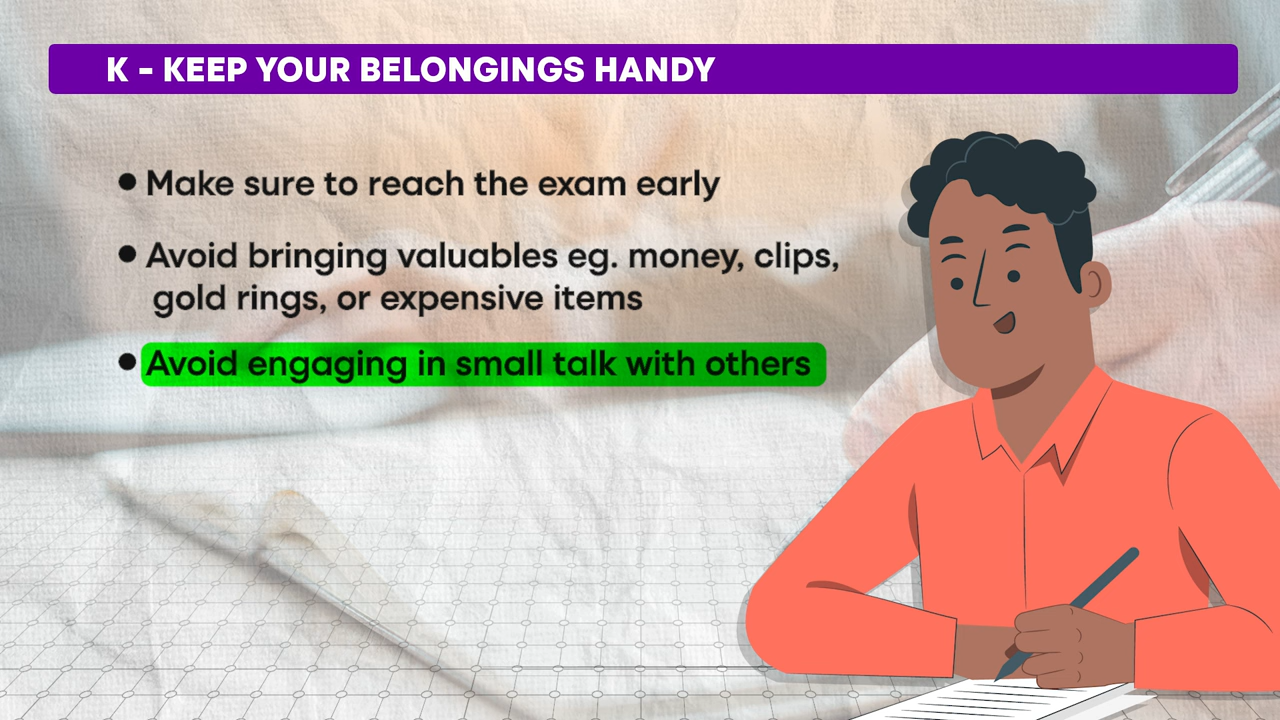 K - KEEP YOUR BELONGINGS HANDY
● Make sure to reach the exam early
● Avoid bringing valuables eg. money, clips,
gold rings, or expensive items
● Avoid engaging in small talk with others